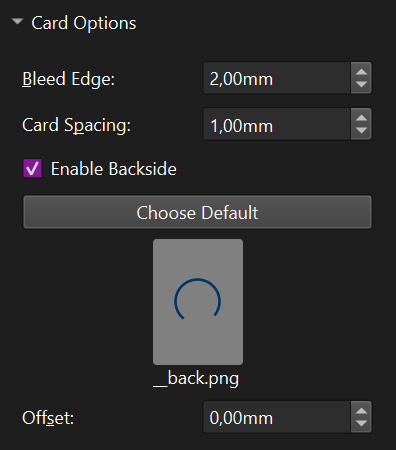 Card Options
Bleed Edge: 2,00mm
Card Spacing: 1,00mm
Enable Backside
Choose Default
__back.png
Offset: 0,00mm